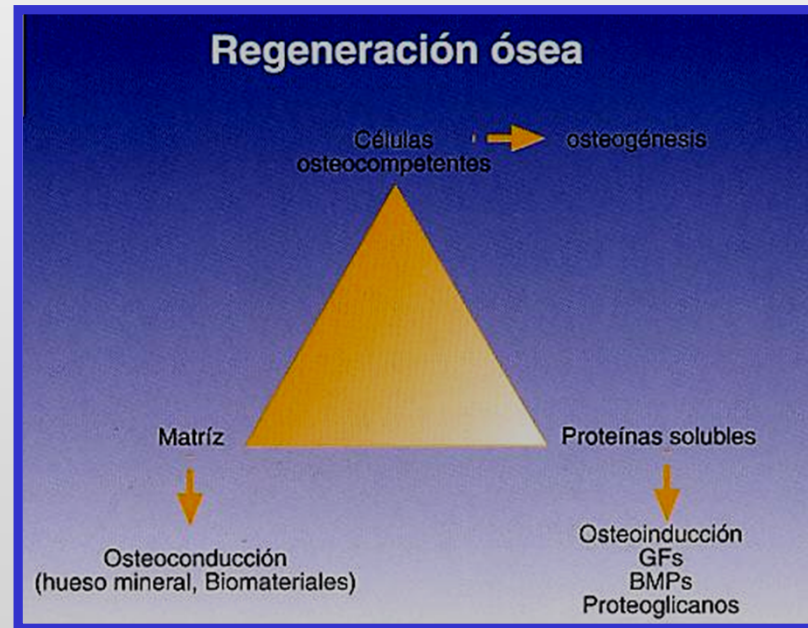 Regeneración ósea
Células
osteocompetentes
osteogénesis
Matríz
Proteínas solubles
Osteoconducción
(hueso mineral, Biomateriales)
Osteoinducción
GFs
BMPs
Proteoglicanos